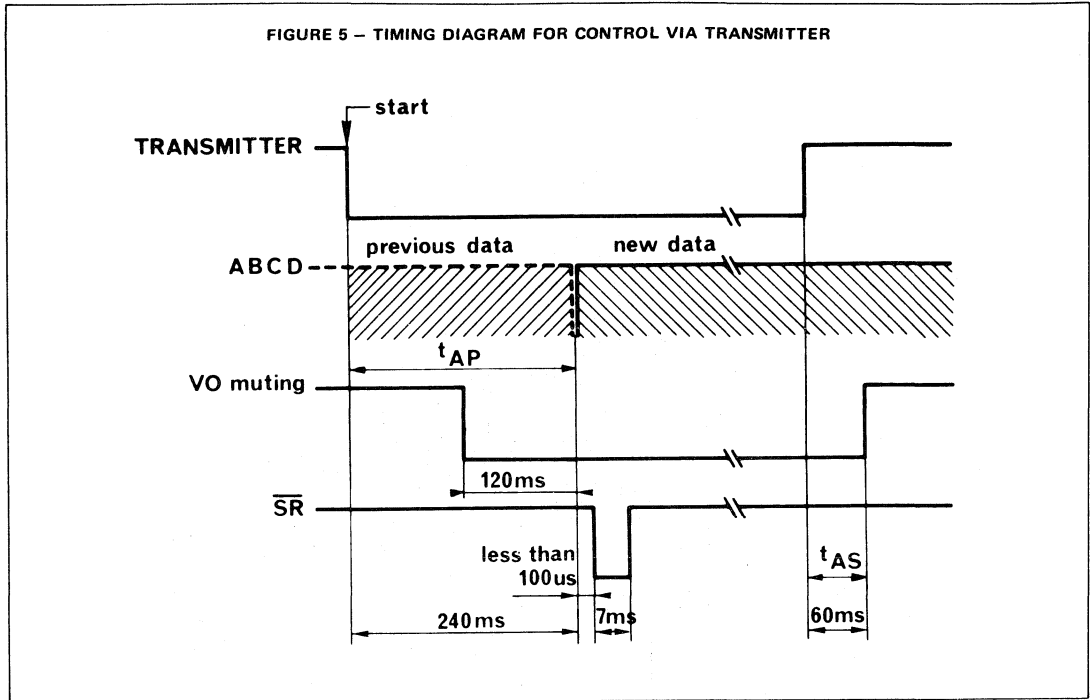 FIGURE 5 – TIMING DIAGRAM FOR CONTROL VIA TRANSMITTER
start
TRANSMITTER
previous data
new data
ABCD
tAP
VO muting
120ms
SR
less than
100us
tAS
7ms
240ms
60ms